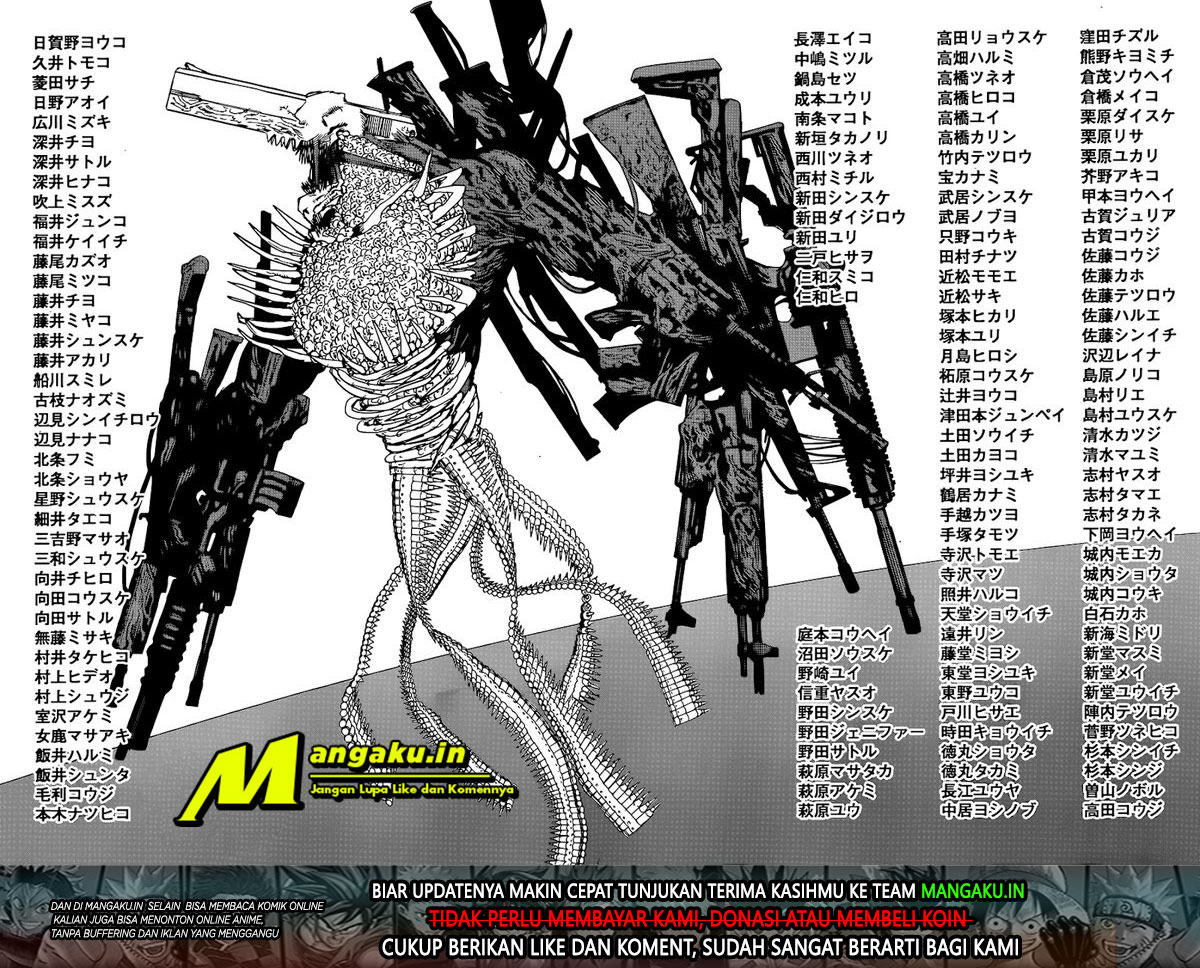 日賀野ヨウコ
久井トモコ
菱田サチ
日野アオイ
広川ミズキ
深井チヨ
深井サトル
深井ヒナコ
吹上ミスズ
福井ジュンコ
福井ケイイチ
藤尾カズオ
藤尾ミツコ
藤井チヨ
藤井ミヤコ
藤井シュンスケ
藤井アカリ
船川スミレ
古枝ナオズミ
辺見シンイチロウ
辺見ナナコ
北条フミ
北条ショウヤ
星野シュウスケ
細井タエコ
三吉野マサオ
三和シュウスケ
向井チヒロ
向田コウスケ
向田サトル
無藤ミサキ
村井タケヒコ
村上ヒデオ
村上シュウジ
室沢アケミ
女鹿マサアキ
飯井ハルミ
飯井シュンタ
毛利コウジ
本木ナツヒコ
長澤エイコ
中嶋ミツル
鍋島セツ
成本ユウリ
南条マコト
新垣タカノリ
西川ツネオ
西村ミチル
新田シンスケ
新田ダイジロウ
新田ユリ
二戸ヒサヲ
仁和スミコ
仁和ヒロ
庭本コウヘイ
沼田ソウスケ
野崎ユイ
信重ヤスオ
野田シンスケ
野田ジェニファー
野田サトル
萩原マサタカ
萩原アケミ
萩原ユウ
高田リョウスケ
高畑ハルミ
高橋ツネオ
高橋ヒロコ
高橋ユイ
高橋カリン
竹内テツロウ
宝カナミ
武居シンスケ
武居ノブヨ
只野コウキ
田村チナツ
近松モモエ
近松サキ
塚本ヒカリ
塚本ユリ
月島ヒロシ
柘原コウスケ
辻井ヨウコ
津田本ジュンペイ
土田ソウイチ
土田カヨコ
坪井ヨシユキ
鶴居カナミ
手越カツヨ
手塚タモツ
寺沢トモエ
寺沢マツ
照井ハルコ
天堂ショウイチ
遠井リン
藤堂ミヨシ
東堂ヨシユキ
東野ユウコ
戸川ヒサエ
時田キョウイチ
徳丸ショウタ
徳丸タカミ
長江ユウヤ
中居ヨシノブ
窪田チズル
熊野キヨミチ
倉茂ソウヘイ
倉橋メイコ
栗原ダイスケ
栗原リサ
栗原ユカリ
芥野アキコ
甲本ヨウヘイ
古賀ジュリア
古賀コウジ
佐藤コウジ
佐藤カホ
佐藤テツロウ
佐藤ハルエ
佐藤シンイチ
沢辺レイナ
島原ノリコ
島村リエ
島村ユウスケ
清水カツジ
清水マユミ
志村ヤスオ
志村タマエ
志村タカネ
下岡ヨウヘイ
城内モエカ
城内ショウタ
城内コウキ
白石カホ
新海ミドリ
新堂マスミ
新堂メイ
新堂ユウイチ
陣内テツロウ
菅野ツネヒコ
杉本シンイチ
杉本シンジ
曽山ノボル
高田コウジ
Mangaku.in
Jangan Lupa Like dan Komennya
DAN DI MANGAKU.IN SELAIN BISA MEMBACA KOMIK ONLINE
KALIAN JUGA BISA MENONTON ONLINE ANIME,
TANPA BUFFERING DAN IKLAN YANG MENGGANGU
BIAR UPDATENYA MAKIN CEPAT TUNJUKAN TERIMA KASIHMU KE TEAM MANGAKU.IN
TIDAK PERLU MEMBAYAR KAMI, DONASI ATAU MEMBELI KOIN
CUKUP BERIKAN LIKE DAN KOMENT, SUDAH SANGAT BERARTI BAGI KAMI